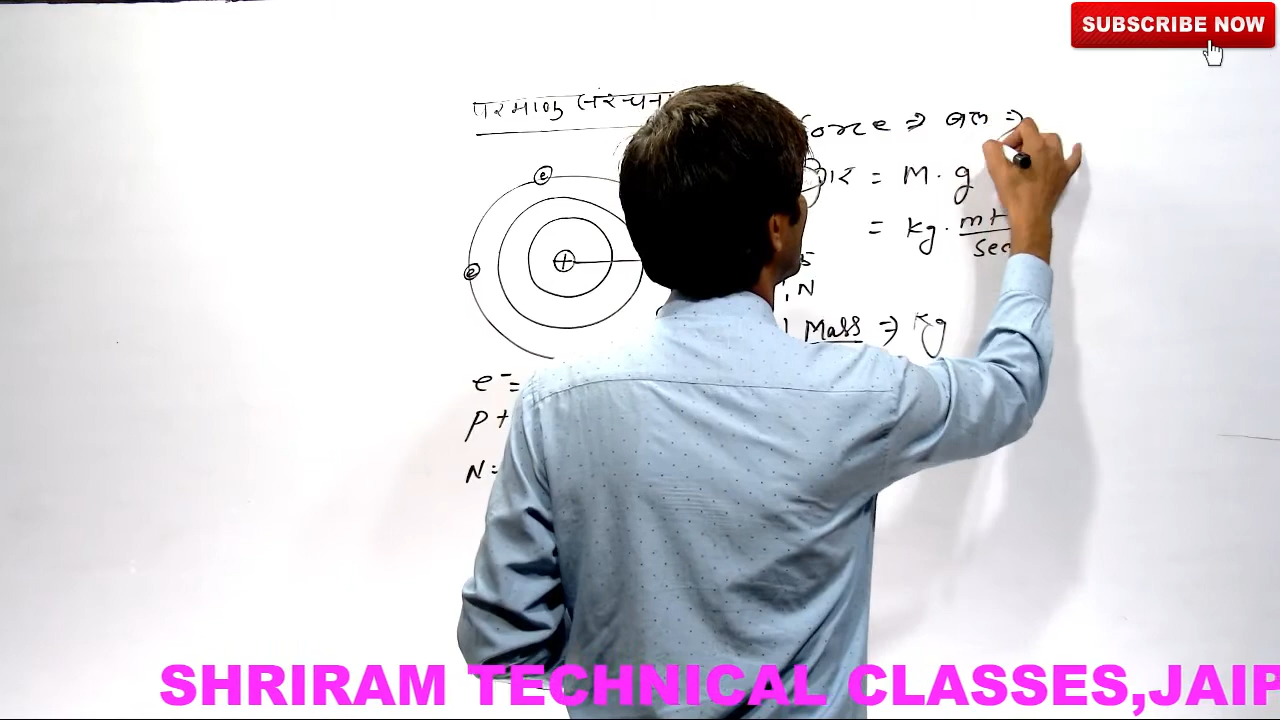 SUBSCRIBE NOW
परमाणु संरचना
force ⇒ बल ⇒
भार = M. g
= kg. mt
sec
e
+
e
N
Mass ⇒ Kg
e⁻ =
P+
N=
SHRIRAM TECHNICAL CLASSES,JAIP